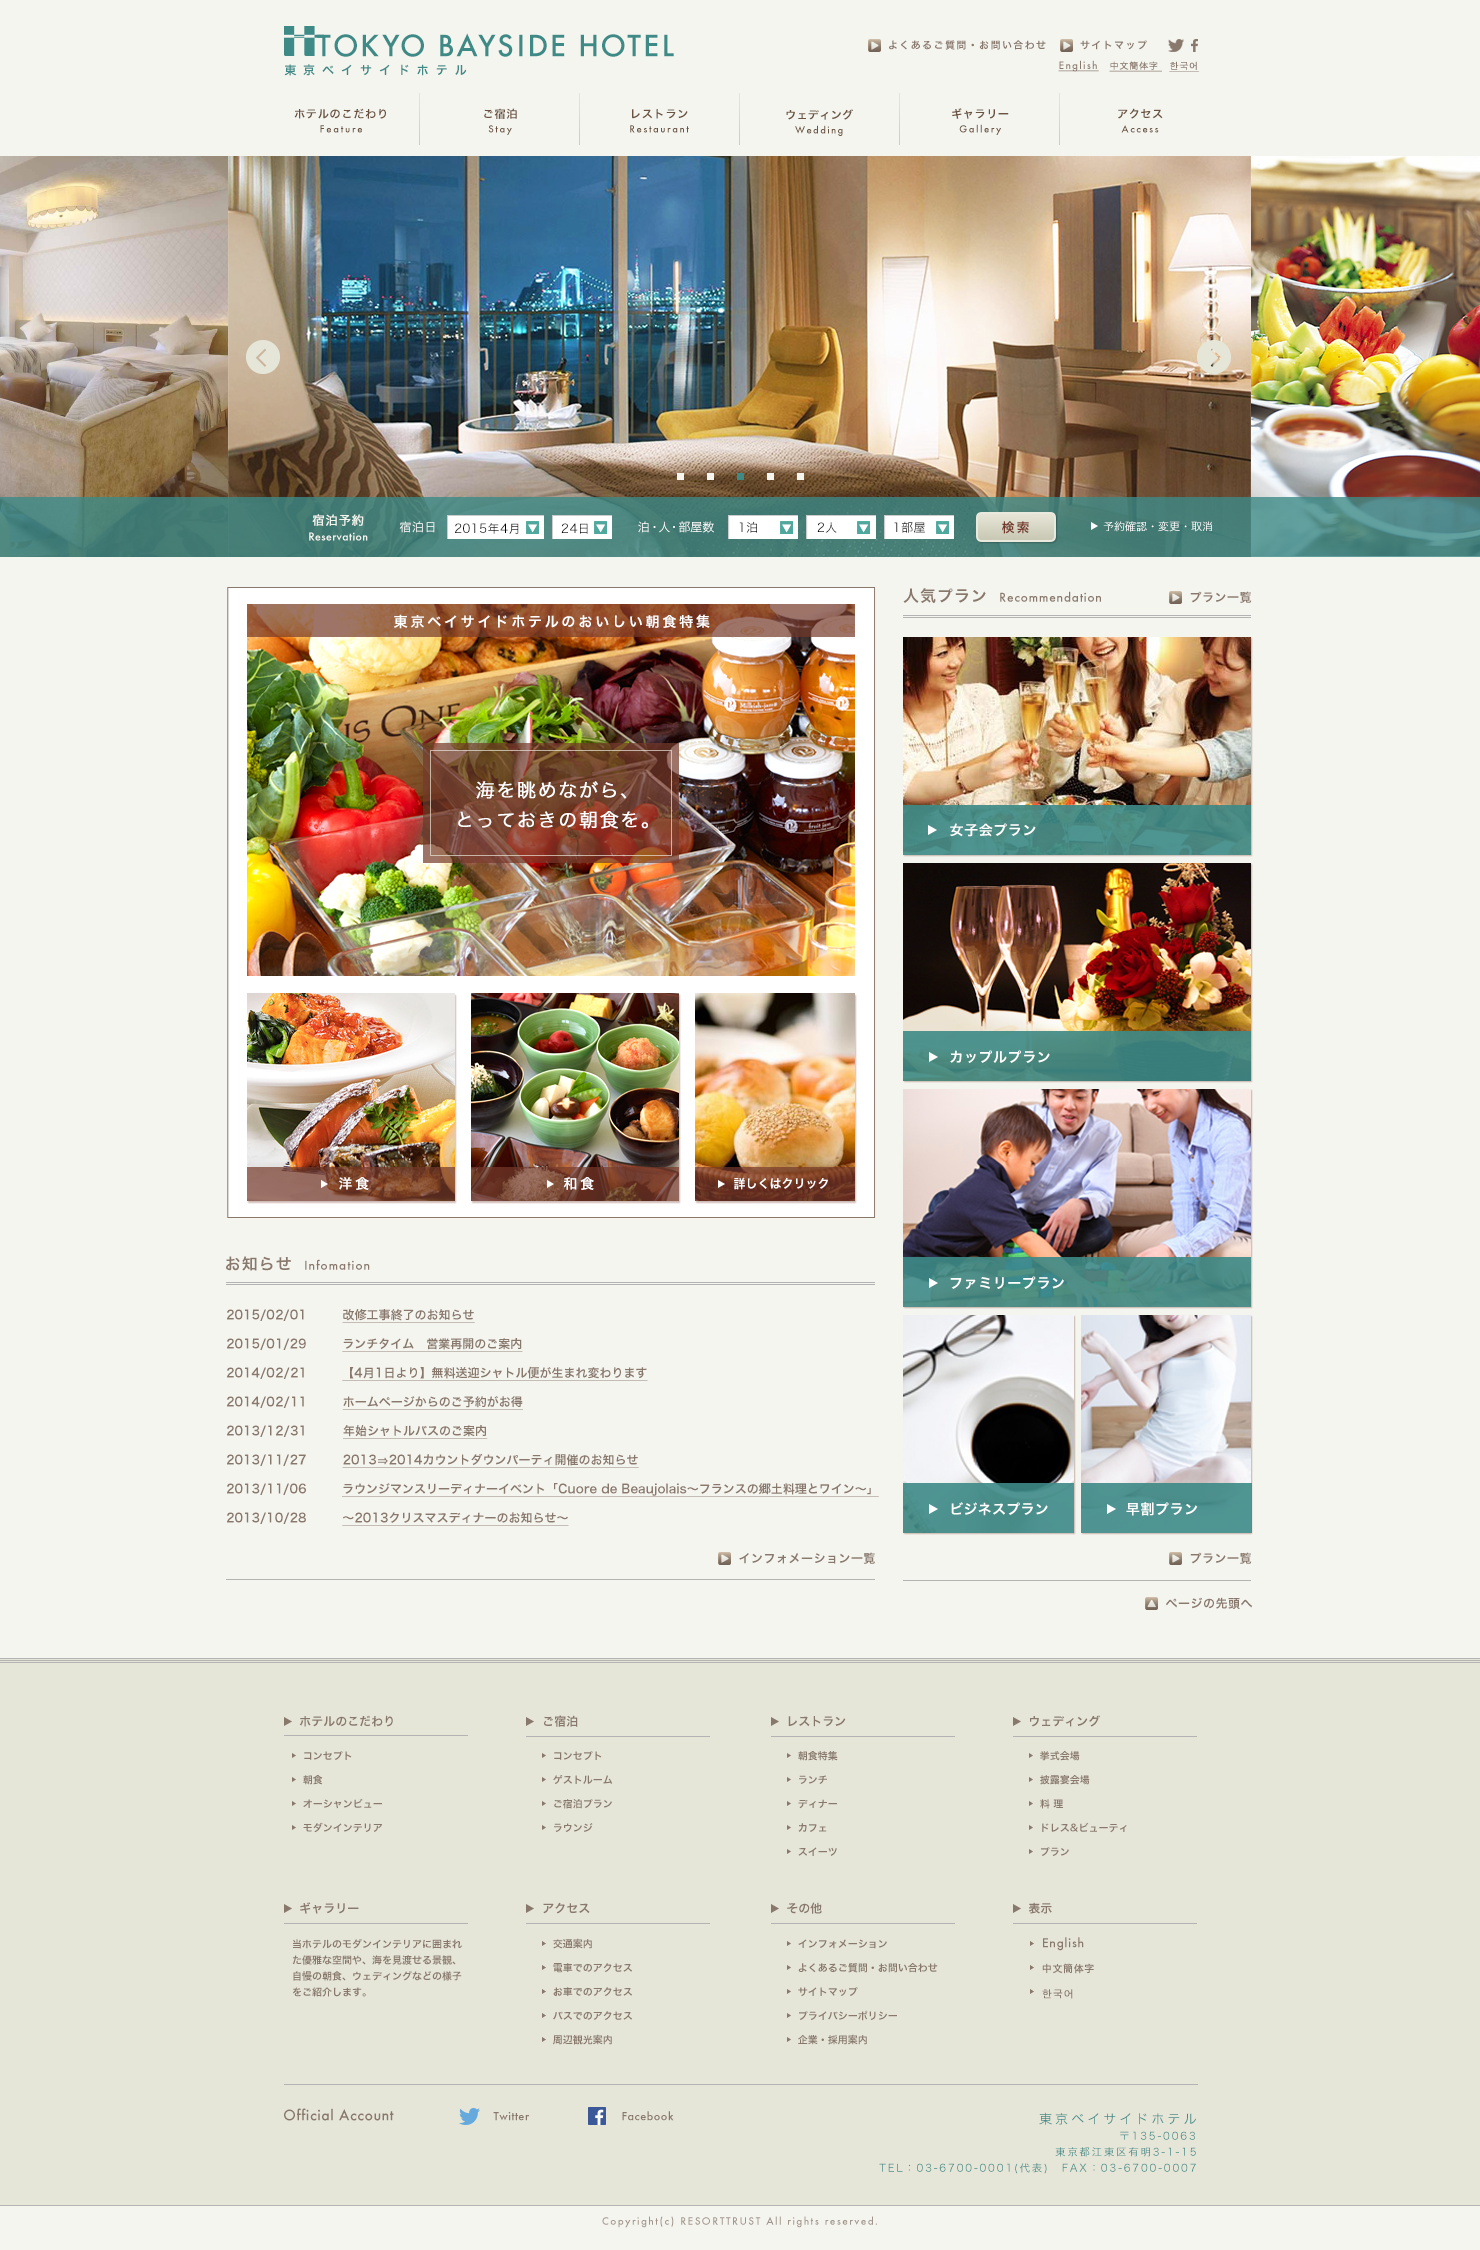 TOKYO BAYSIDE HOTEL
東京ベイサイドホテル
よくあるご質問・お問い合わせ
サイトマップ
English 中文簡体字 한국어
ホテルのこだわり
Feature
ご宿泊
Stay
レストラン
Restaurant
ウェディング
Wedding
ギャラリー
Gallery
アクセス
Access
宿泊予約
Reservation
宿泊日 2015年4月 24日 泊・人・部屋数 1泊 2人 1部屋 検索 予約確認・変更・取消
東京ベイサイドホテルのおいしい朝食特集
海を眺めながら、
とっておきの朝食を。
洋食
和食
詳しくはクリック
人気プラン Recommendation プラン一覧
女子会プラン
カップルプラン
ファミリープラン
ビジネスプラン
早割プラン
プラン一覧
ページの先頭へ
お知らせ Infomation
2015/02/01 改修工事終了のお知らせ
2015/01/29 ランチタイム 営業再開のご案内
2014/02/21 【4月1日より】無料送迎シャトル便が生まれ変わります
2014/02/11 ホームページからのご予約がお得
2013/12/31 年始シャトルバスのご案内
2013/11/27 2013⇒2014カウントダウンパーティ開催のお知らせ
2013/11/06 ラウンジマンスリーディナーイベント「Cuore de Beaujolais〜フランスの郷土料理とワイン〜」
2013/10/28 〜2013クリスマスディナーのお知らせ〜
インフォメーション一覧
ホテルのこだわり
コンセプト
朝食
オーシャンビュー
モダンインテリア
ご宿泊
コンセプト
ゲストルーム
ご宿泊プラン
ラウンジ
レストラン
朝食特集
ランチ
ディナー
カフェ
スイーツ
ウェディング
挙式会場
披露宴会場
料 理
ドレス&ビューティ
プラン
ギャラリー
当ホテルのモダンインテリアに囲まれ
た優雅な空間や、海を見渡せる景観、
自慢の朝食、ウェディングなどの様子
をご紹介します。
アクセス
交通案内
電車でのアクセス
お車でのアクセス
バスでのアクセス
周辺観光案内
その他
インフォメーション
よくあるご質問・お問い合わせ
サイトマップ
プライバシーポリシー
企業・採用案内
表示
English
中文簡体字
한국어
Official Account Twitter Facebook
東京ベイサイドホテル
〒135-0063
東京都江東区有明3-1-15
TEL：03-6700-0001(代表) FAX：03-6700-0007
Copyright(c) RESORTTRUST All rights reserved.